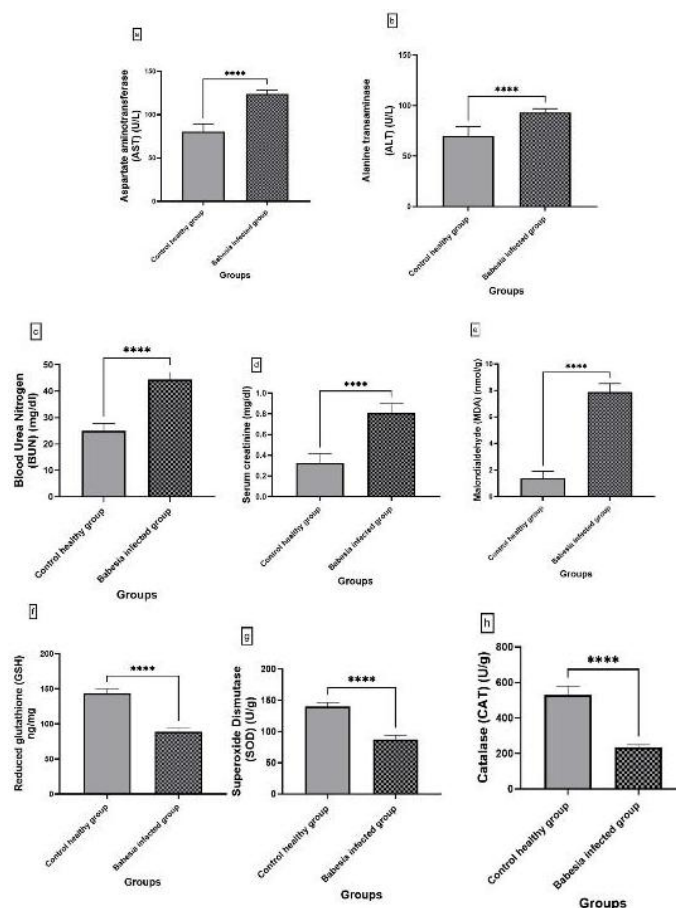 a
Aspartate aminotransferase
(AST) (U/L)
150
100
50
0
****
Control healthy group
Babesia infected group
Groups
b
Alanine transaminase
(ALT) (U/L)
150
100
50
0
****
Control healthy group
Babesia infected group
Groups
c
Blood Urea Nitrogen
(BUN) (mg/dl)
50
40
30
20
10
0
****
Control healthy group
Babesia infected group
Groups
d
Serum creatinine (mg/dl)
1.0
0.8
0.6
0.4
0.2
0.0
****
Control healthy group
Babesia infected group
Groups
e
Malondialdehyde (MDA) (nmol/g)
10
8
6
4
2
0
****
Control healthy group
Babesia infected group
Groups
f
Reduced glutathione (GSH)
ng/mg
200
150
100
50
0
****
Control healthy group
Babesia infected group
Groups
g
Superoxide Dismutase
(SOD) (U/g)
200
150
100
50
0
****
Control healthy group
Babesia infected group
Groups
h
Catalase (CAT) (U/g)
800
600
400
200
0
****
Control healthy group
Babesia infected group
Groups